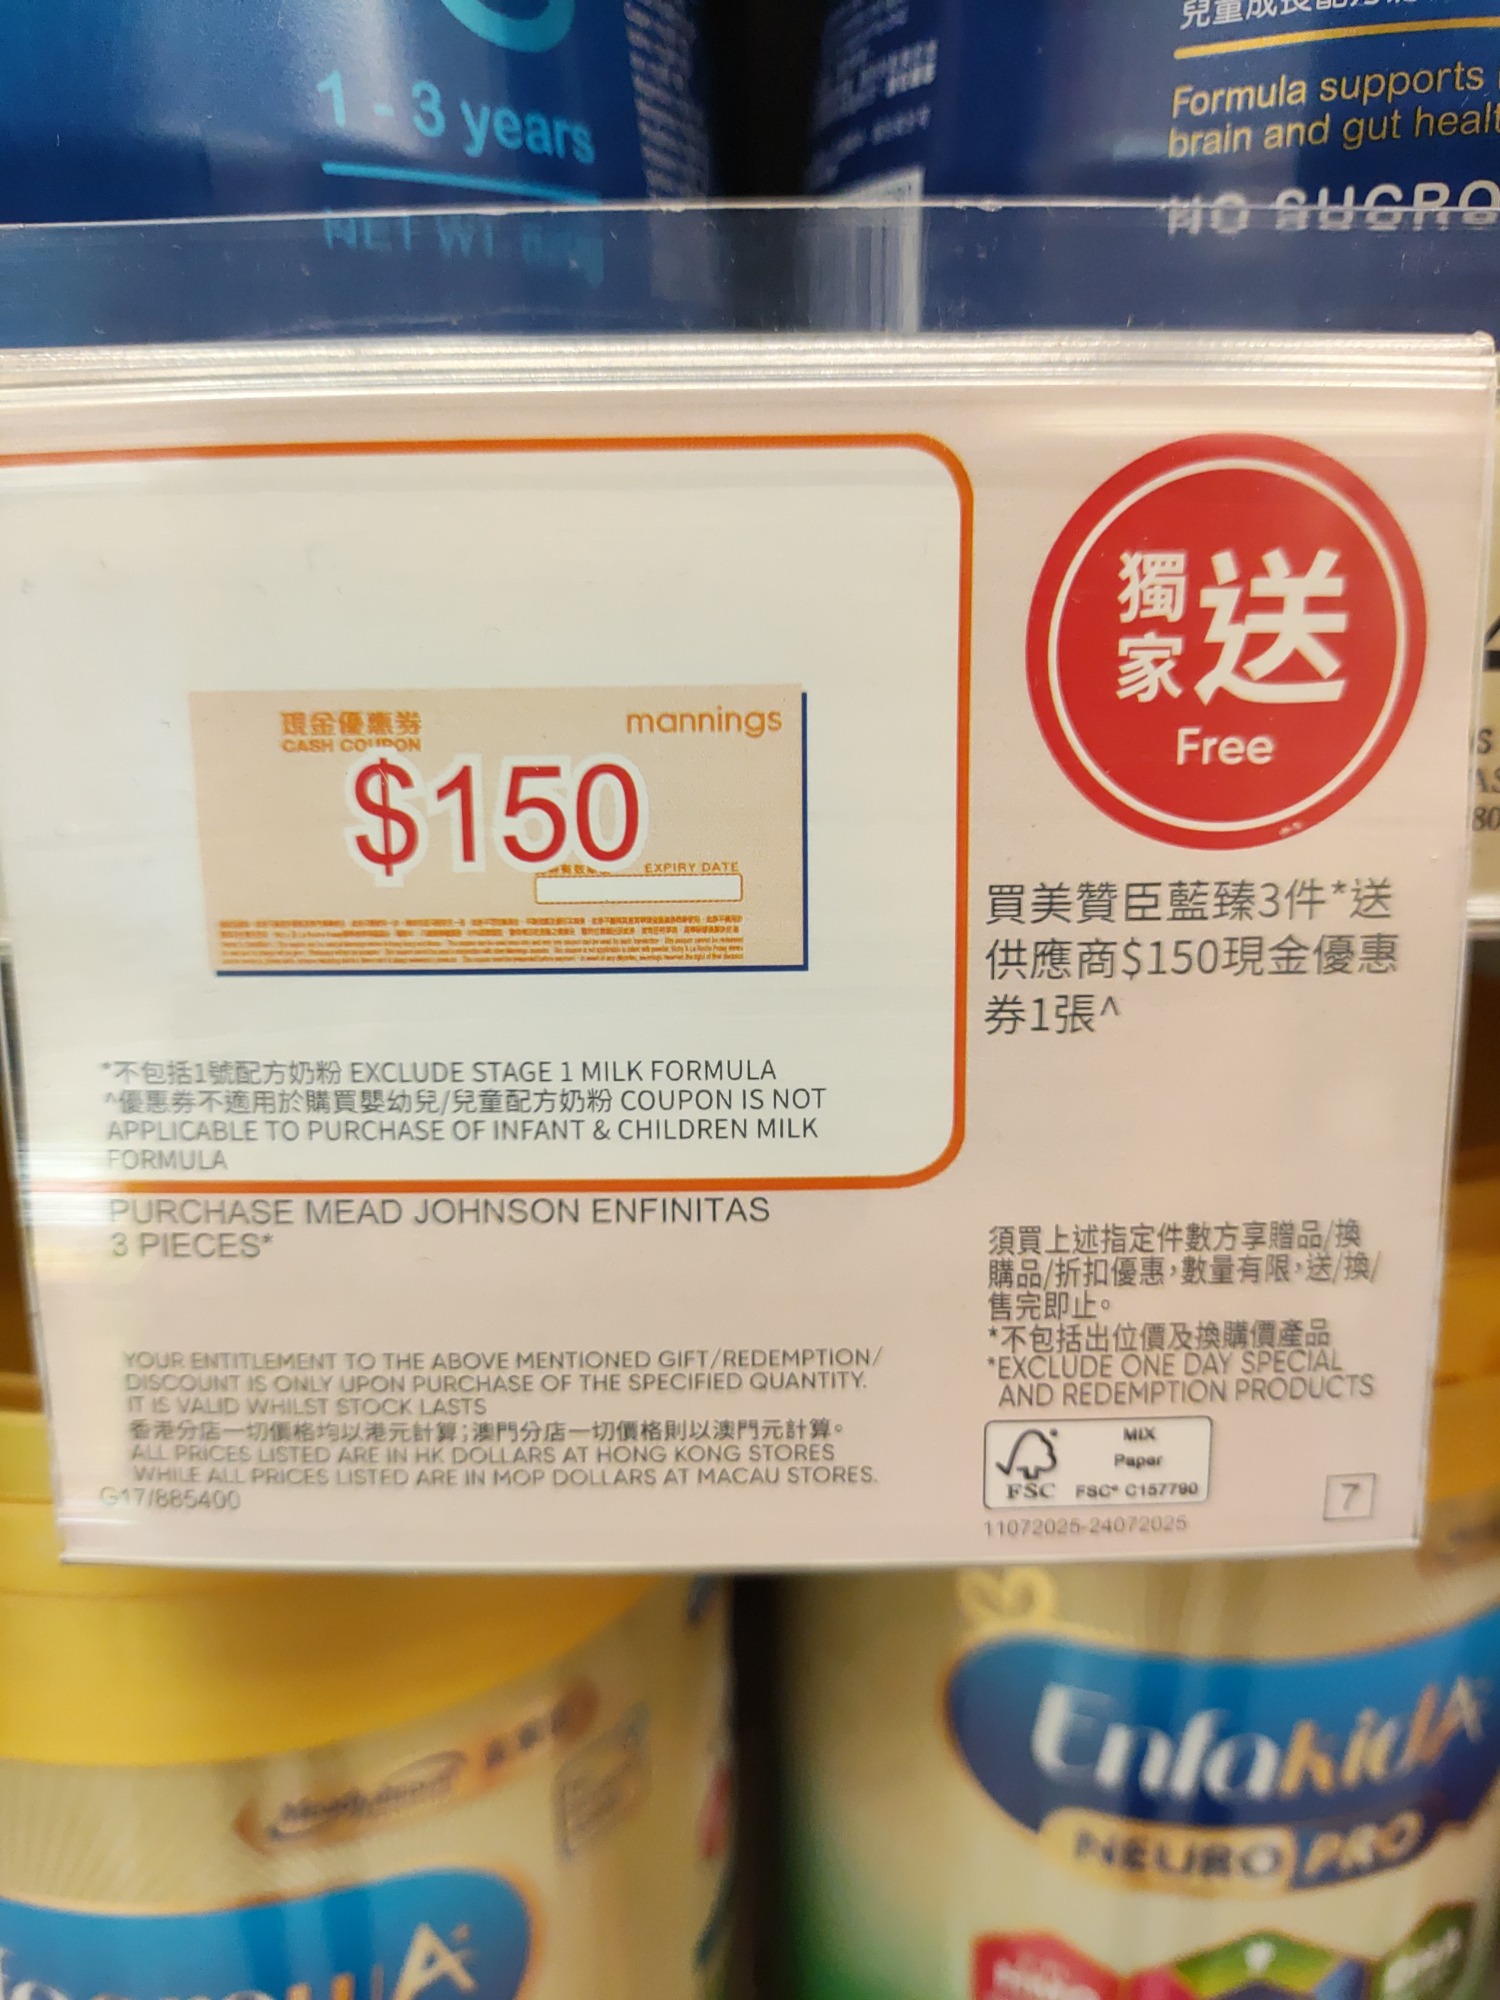 1 - 3 years
NET WT
Formula supports
brain and gut healt
NO SUCRO
獨家 送
Free
現金優惠券
mannings
CASH COUPON
$150
EXPIRY DATE
買美贊臣藍臻3件*送
供應商$150現金優惠
券1張^
*不包括1號配方奶粉 EXCLUDE STAGE 1 MILK FORMULA
^優惠券不適用於購買嬰幼兒/兒童配方奶粉 COUPON IS NOT
APPLICABLE TO PURCHASE OF INFANT & CHILDREN MILK
FORMULA
PURCHASE MEAD JOHNSON ENFINITAS
3 PIECES*
須買上述指定件數方享贈品/換
購品/折扣優惠，數量有限，送/換/
售完即止。
*不包括出位價及換購價產品
*EXCLUDE ONE DAY SPECIAL
AND REDEMPTION PRODUCTS
YOUR ENTITLEMENT TO THE ABOVE MENTIONED GIFT/REDEMPTION/
DISCOUNT IS ONLY UPON PURCHASE OF THE SPECIFIED QUANTITY.
IT IS VALID WHILST STOCK LASTS
香港分店一切價格均以港元計算；澳門分店一切價格則以澳門元計算。
ALL PRICES LISTED ARE IN HK DOLLARS AT HONG KONG STORES
WHILE ALL PRICES LISTED ARE IN MOP DOLLARS AT MACAU STORES.
G17/885400
MIX
Paper
FSC
FSC® C157790
7
11072025-24072025
EnfakidA+
NEURO PRO